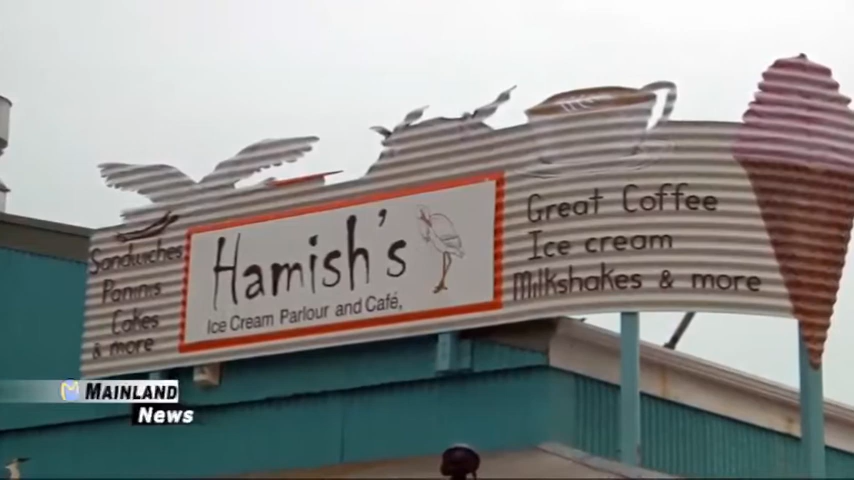 Sandwiches
Paninis
Cakes
& more
Hamish's
Ice Cream Parlour and Café,
Great Coffee
Ice cream
Milkshakes & more
MAINLAND
News